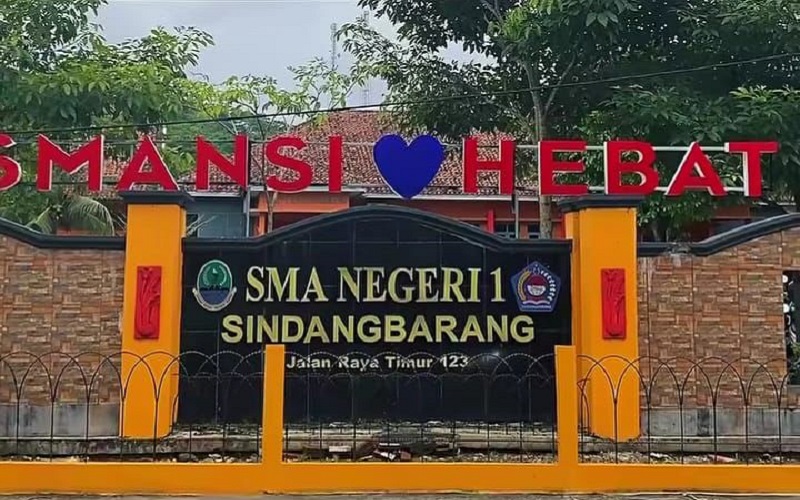 SMANSI HEBAT
SMA NEGERI 1
SINDANGBARANG
Jalan Raya Timur 123